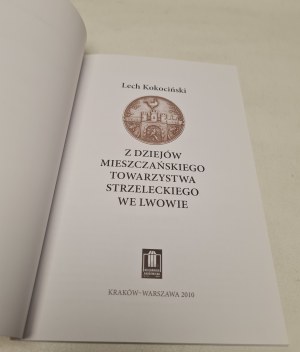 Lech Kokociński
Z DZIEJÓW
MIESZCZAŃSKIEGO
TOWARZYSTWA
STRZELECKIEGO
WE LWOWIE
KRAKÓW–WARSZAWA 2010